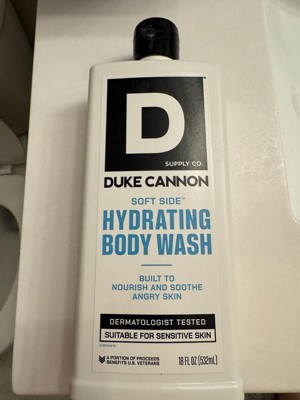 D
SUPPLY CO.
DUKE CANNON
SOFT SIDE™
HYDRATING
BODY WASH
BUILT TO
NOURISH AND SOOTHE
ANGRY SKIN
DERMATOLOGIST TESTED
SUITABLE FOR SENSITIVE SKIN
A PORTION OF PROCEEDS
BENEFITS U.S. VETERANS
18 FL OZ (532mL)